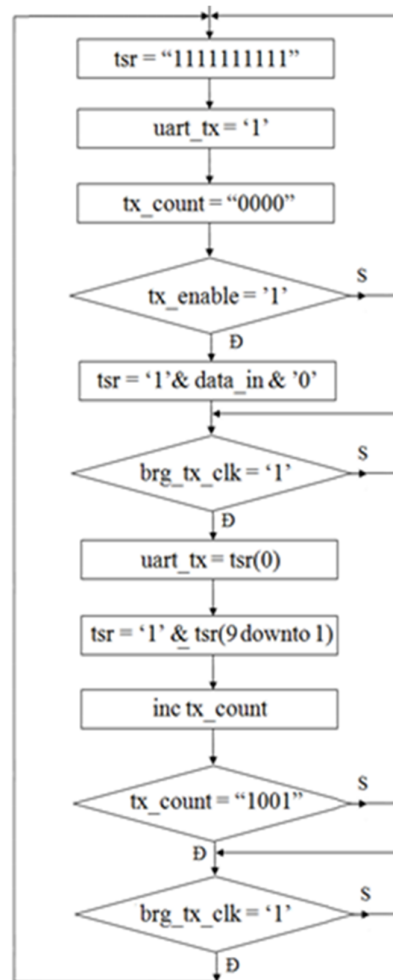 tsr = “1111111111”
uart_tx = ‘1’
tx_count = “0000”
tx_enable = ’1’
S
Đ
tsr = ‘1’& data_in & ’0’
brg_tx_clk = ‘1’
S
Đ
uart_tx = tsr(0)
tsr = ‘1’ & tsr(9 downto 1)
inc tx_count
tx_count = “1001”
S
Đ
brg_tx_clk = ‘1’
S
Đ